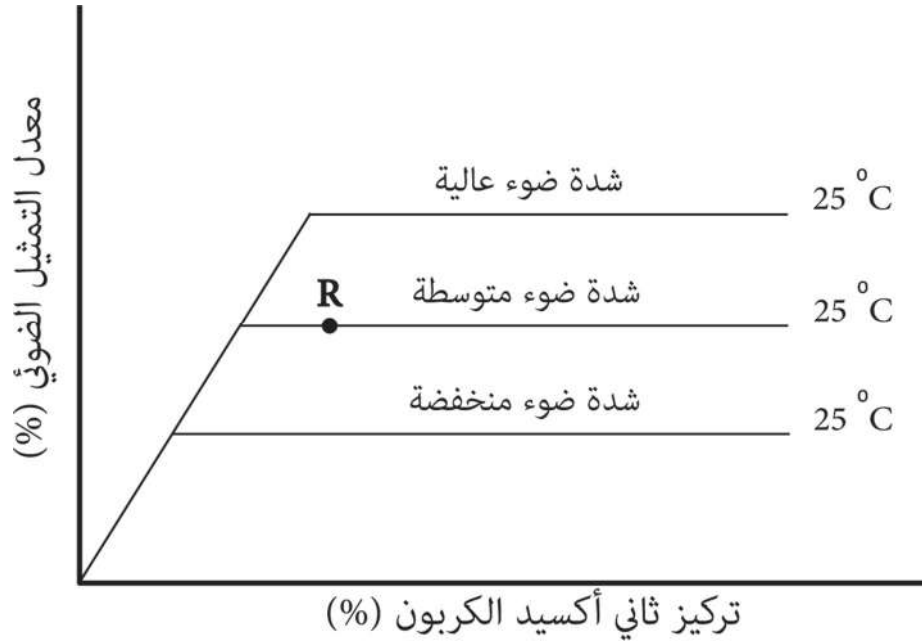 معدل التمثيل الضوئي (%)
شدة ضوء عالية
25 °C
R
شدة ضوء متوسطة
25 °C
شدة ضوء منخفضة
25 °C
تركيز ثاني أكسيد الكربون (%)